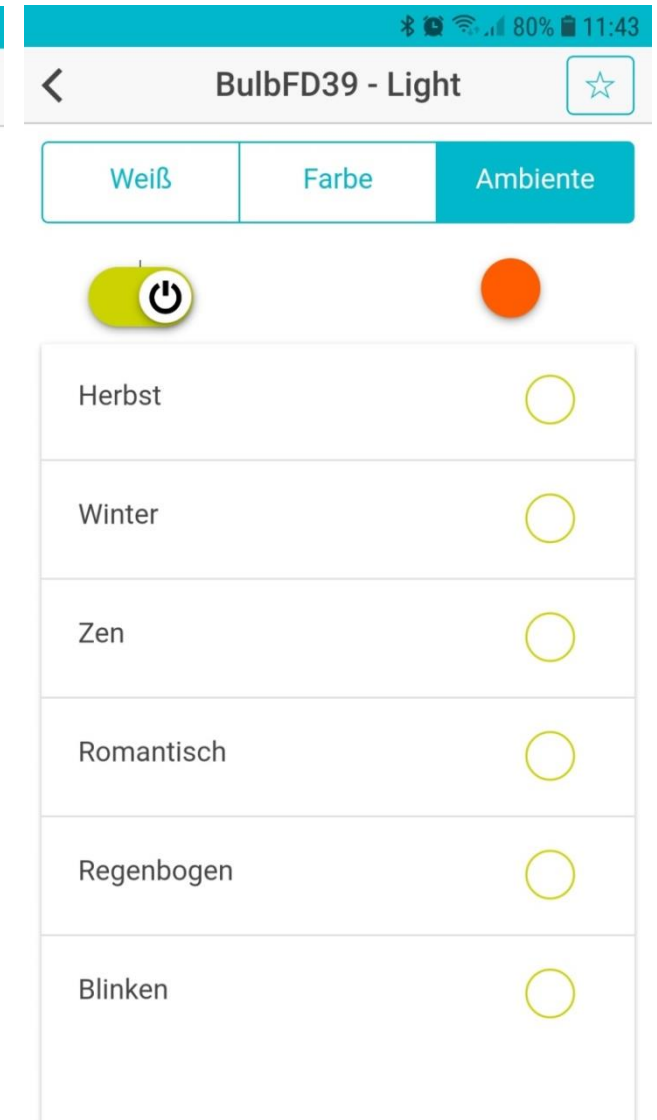 80% 11:43
BulbFD39 - Light
Weiß Farbe Ambiente
Herbst
Winter
Zen
Romantisch
Regenbogen
Blinken